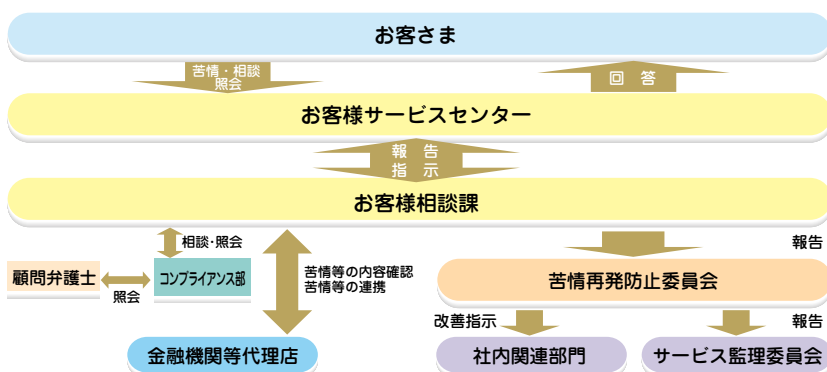 お客さま
苦情・相談
照会
回 答
お客様サービスセンター
報 告
指 示
お客様相談課
相談・照会
報告
顧問弁護士
照会
コンプライアンス部
苦情等の内容確認
苦情等の連携
苦情再発防止委員会
改善指示
報告
金融機関等代理店
社内関連部門
サービス監理委員会